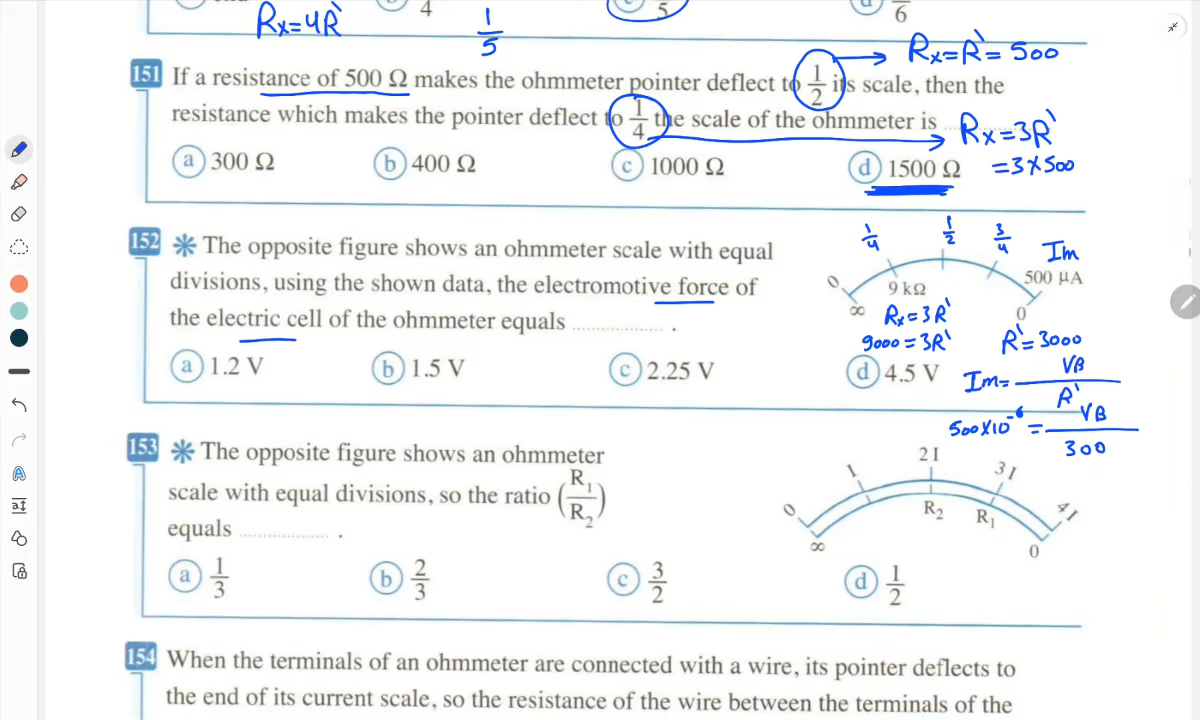 Rx=4R` 4 1/5 5 6
Rx=R`=500
151 If a resistance of 500 Ω makes the ohmmeter pointer deflect to 1/2 its scale, then the
resistance which makes the pointer deflect to 1/4 the scale of the ohmmeter is
Rx=3R`
=3×500
a 300 Ω b 400 Ω c 1000 Ω d 1500 Ω
152 * The opposite figure shows an ohmmeter scale with equal
divisions, using the shown data, the electromotive force of
the electric cell of the ohmmeter equals .................... .
0 1/4 1/2 3/4 Im
500 μA
∞ 9 kΩ 0
Rx=3R`
9000=3R` R`=3000
a 1.2 V b 1.5 V c 2.25 V d 4.5 V
Im= VB/R`
500×10-6 = VB/300
153 * The opposite figure shows an ohmmeter
scale with equal divisions, so the ratio (R1/R2)
equals .................... .
0 I 2I 3I 4I
∞ R2 R1 0
a 1/3 b 2/3 c 3/2 d 1/2
154 When the terminals of an ohmmeter are connected with a wire, its pointer deflects to
the end of its current scale, so the resistance of the wire between the terminals of the